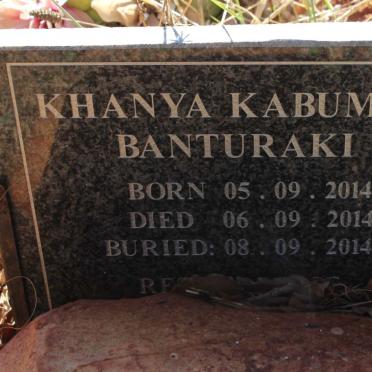 KHANYA KABUM
BANTURAKI
BORN 05.09.2014
DIED 06.09.2014
BURIED: 08.09.2014